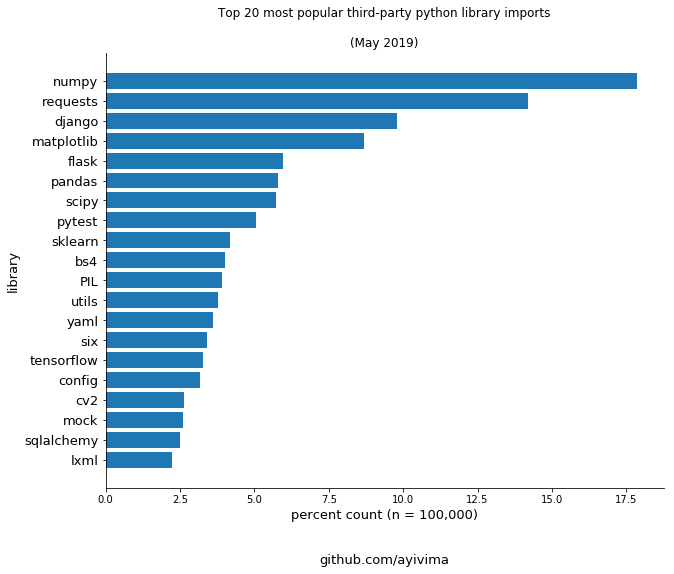 Top 20 most popular third-party python library imports
(May 2019)
numpy
requests
django
matplotlib
flask
pandas
scipy
pytest
sklearn
bs4
PIL
utils
yaml
six
tensorflow
config
cv2
mock
sqlalchemy
lxml
library
0.0 2.5 5.0 7.5 10.0 12.5 15.0 17.5
percent count (n = 100,000)
github.com/ayivima